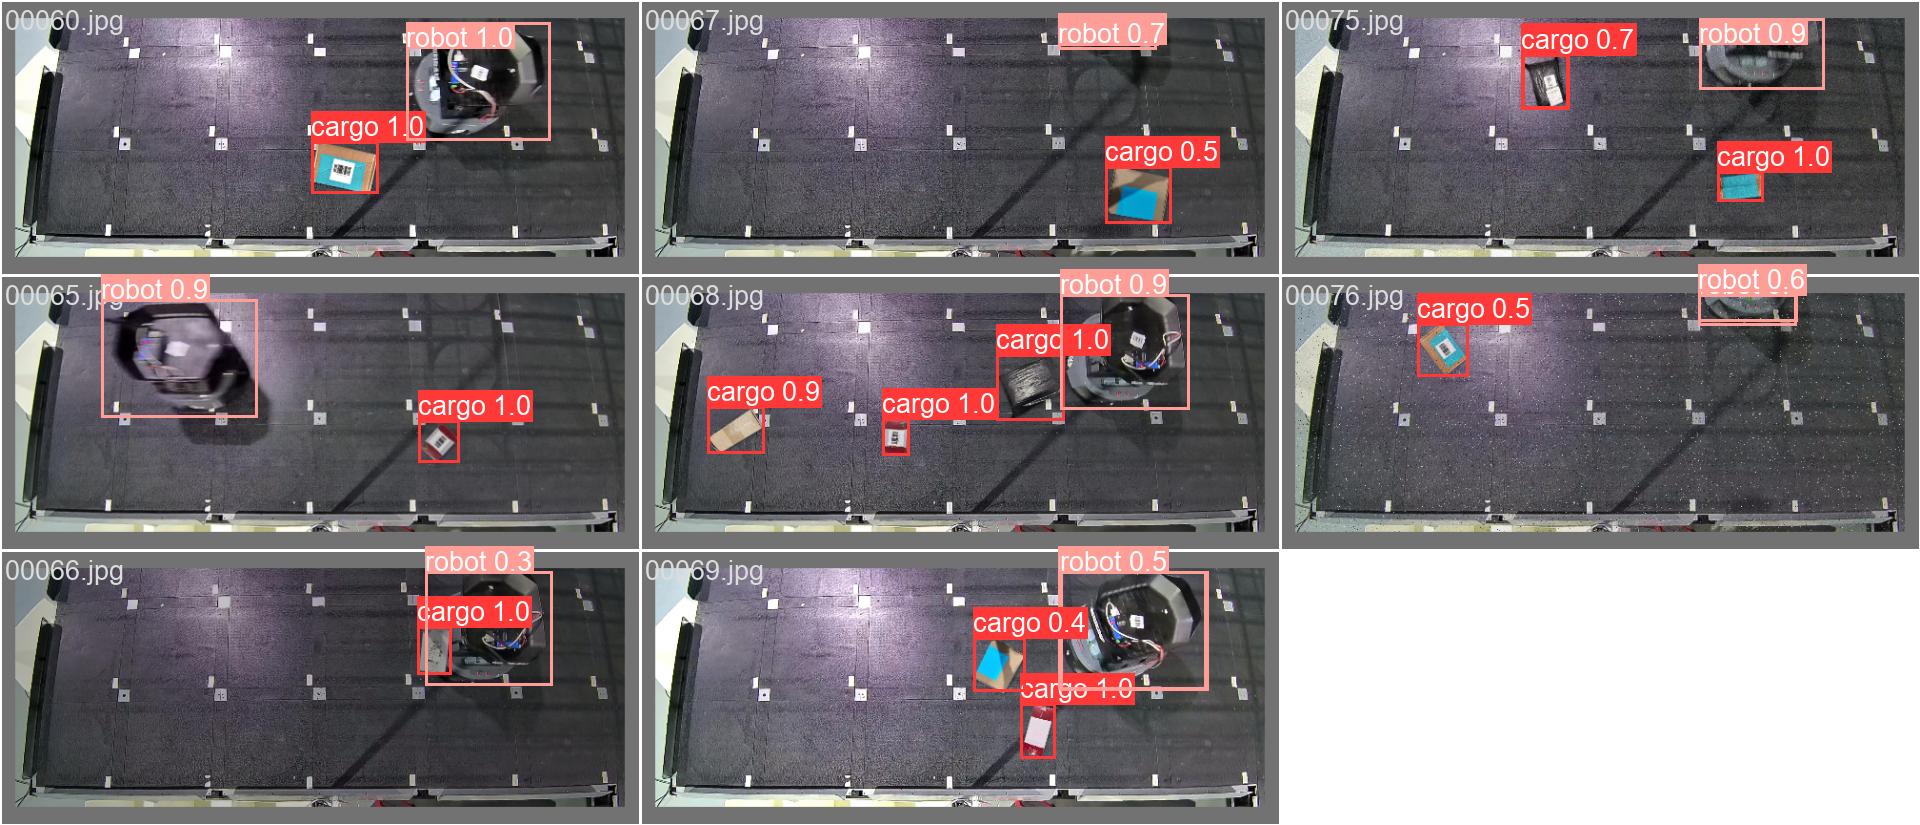 00060.jpg
robot 1.0
cargo 1.0
00067.jpg
robot 0.7
cargo 0.5
00075.jpg
cargo 0.7
robot 0.9
cargo 1.0
00065.jpg
robot 0.9
cargo 1.0
00068.jpg
robot 0.9
cargo 1.0
cargo 0.9
cargo 1.0
00076.jpg
robot 0.6
cargo 0.5
00066.jpg
robot 0.3
cargo 1.0
00069.jpg
robot 0.5
cargo 0.4
cargo 1.0